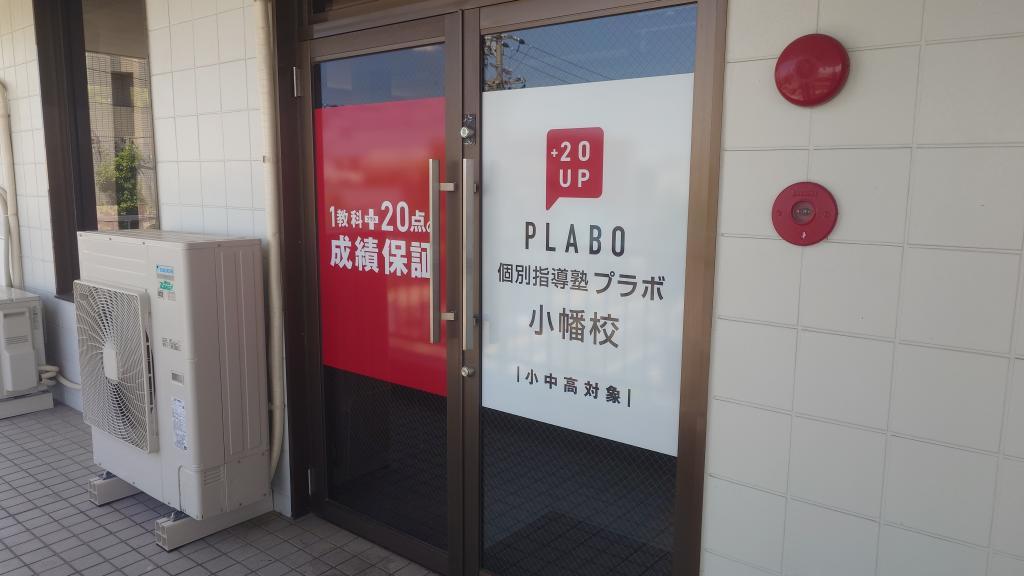 1教科+20点の
成績保証
+20
UP
PLABO
個別指導塾 プラボ
小幡校
|小中高対象|